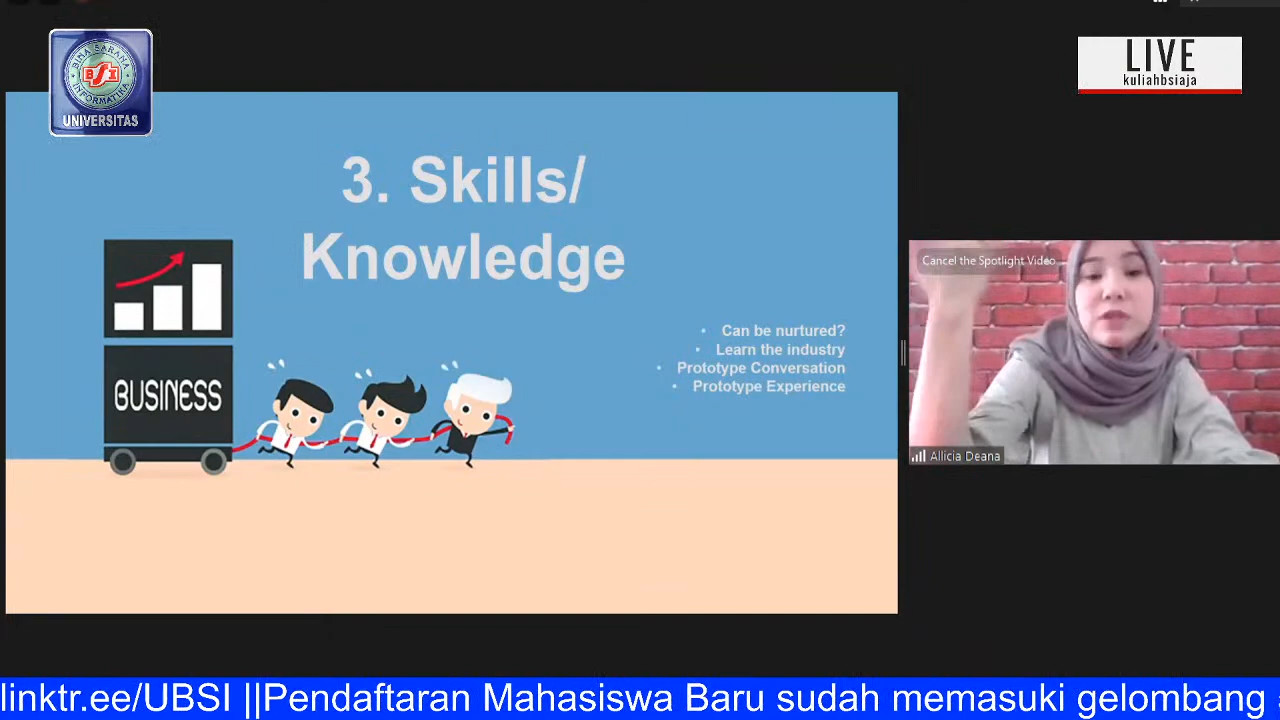 BINA SARANA
BSI
INFORMATIKA
UNIVERSITAS
LIVE
kuliahbsiaja
3. Skills/
Knowledge
BUSINESS
• Can be nurtured?
• Learn the industry
• Prototype Conversation
• Prototype Experience
Cancel the Spotlight Video
Allicia Deana
linktr.ee/UBSI ||Pendaftaran Mahasiswa Baru sudah memasuki gelombang